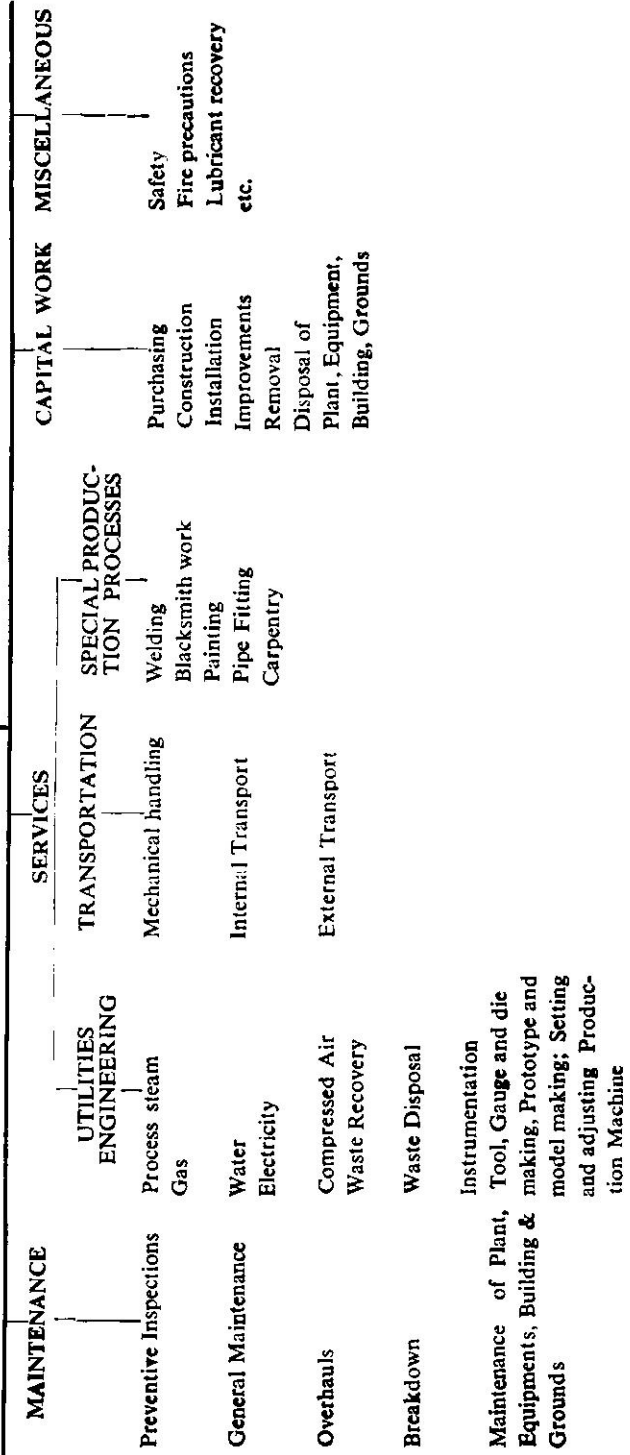 MAINTENANCE
Preventive Inspections
General Maintenance
Overhauls
Breakdown
Maintenance of Plant,
Equipments, Building &
Grounds
SERVICES
UTILITIES
ENGINEERING
Process steam
Gas
Water
Electricity
Compressed Air
Waste Recovery
Waste Disposal
Instrumentation
Tool, Gauge and die
making, Prototype and
model making; Setting
and adjusting Produc-
tion Machine
TRANSPORTATION
Mechanical handling
Internal Transport
External Transport
SPECIAL PRODUC-
TION PROCESSES
Welding
Blacksmith work
Painting
Pipe Fitting
Carpentry
CAPITAL WORK
Purchasing
Construction
Installation
Improvements
Removal
Disposal of
Plant, Equipment,
Building, Grounds
MISCELLANEOUS
Safety
Fire precautions
Lubricant recovery
etc.